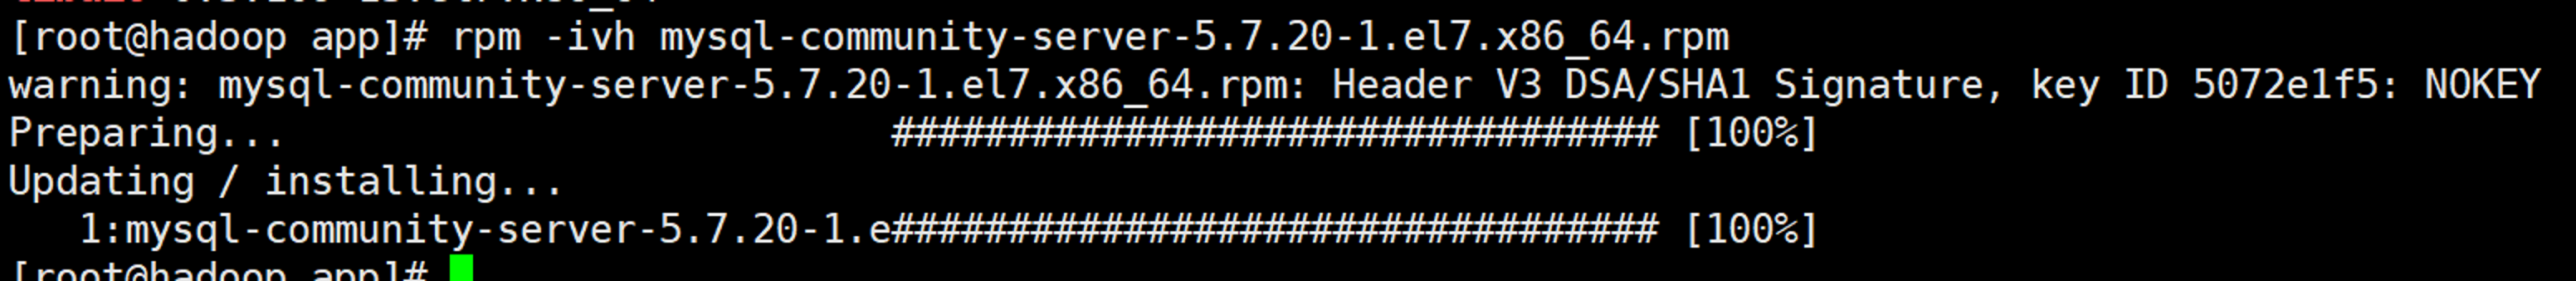 [root@hadoop app]# rpm -ivh mysql-community-server-5.7.20-1.el7.x86_64.rpm
warning: mysql-community-server-5.7.20-1.el7.x86_64.rpm: Header V3 DSA/SHA1 Signature, key ID 5072e1f5: NOKEY
Preparing...                          ################################# [100%]
Updating / installing...
   1:mysql-community-server-5.7.20-1.e################################# [100%]
[root@hadoop app]#